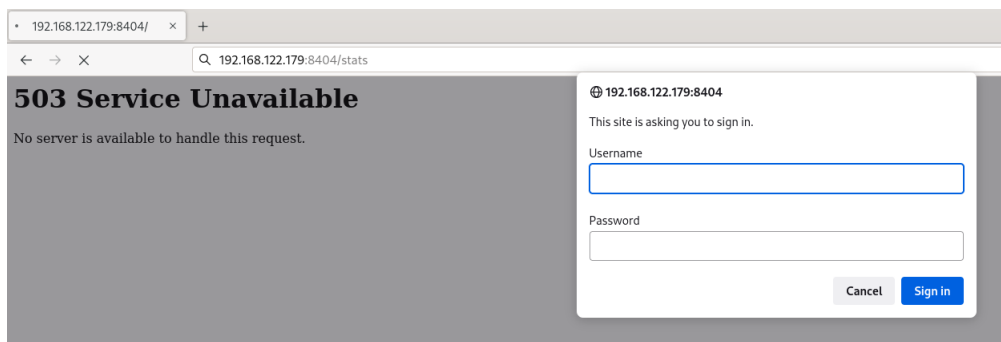 192.168.122.179:8404/
192.168.122.179:8404/stats
503 Service Unavailable
No server is available to handle this request.
192.168.122.179:8404
This site is asking you to sign in.
Username
Password
Cancel Sign in